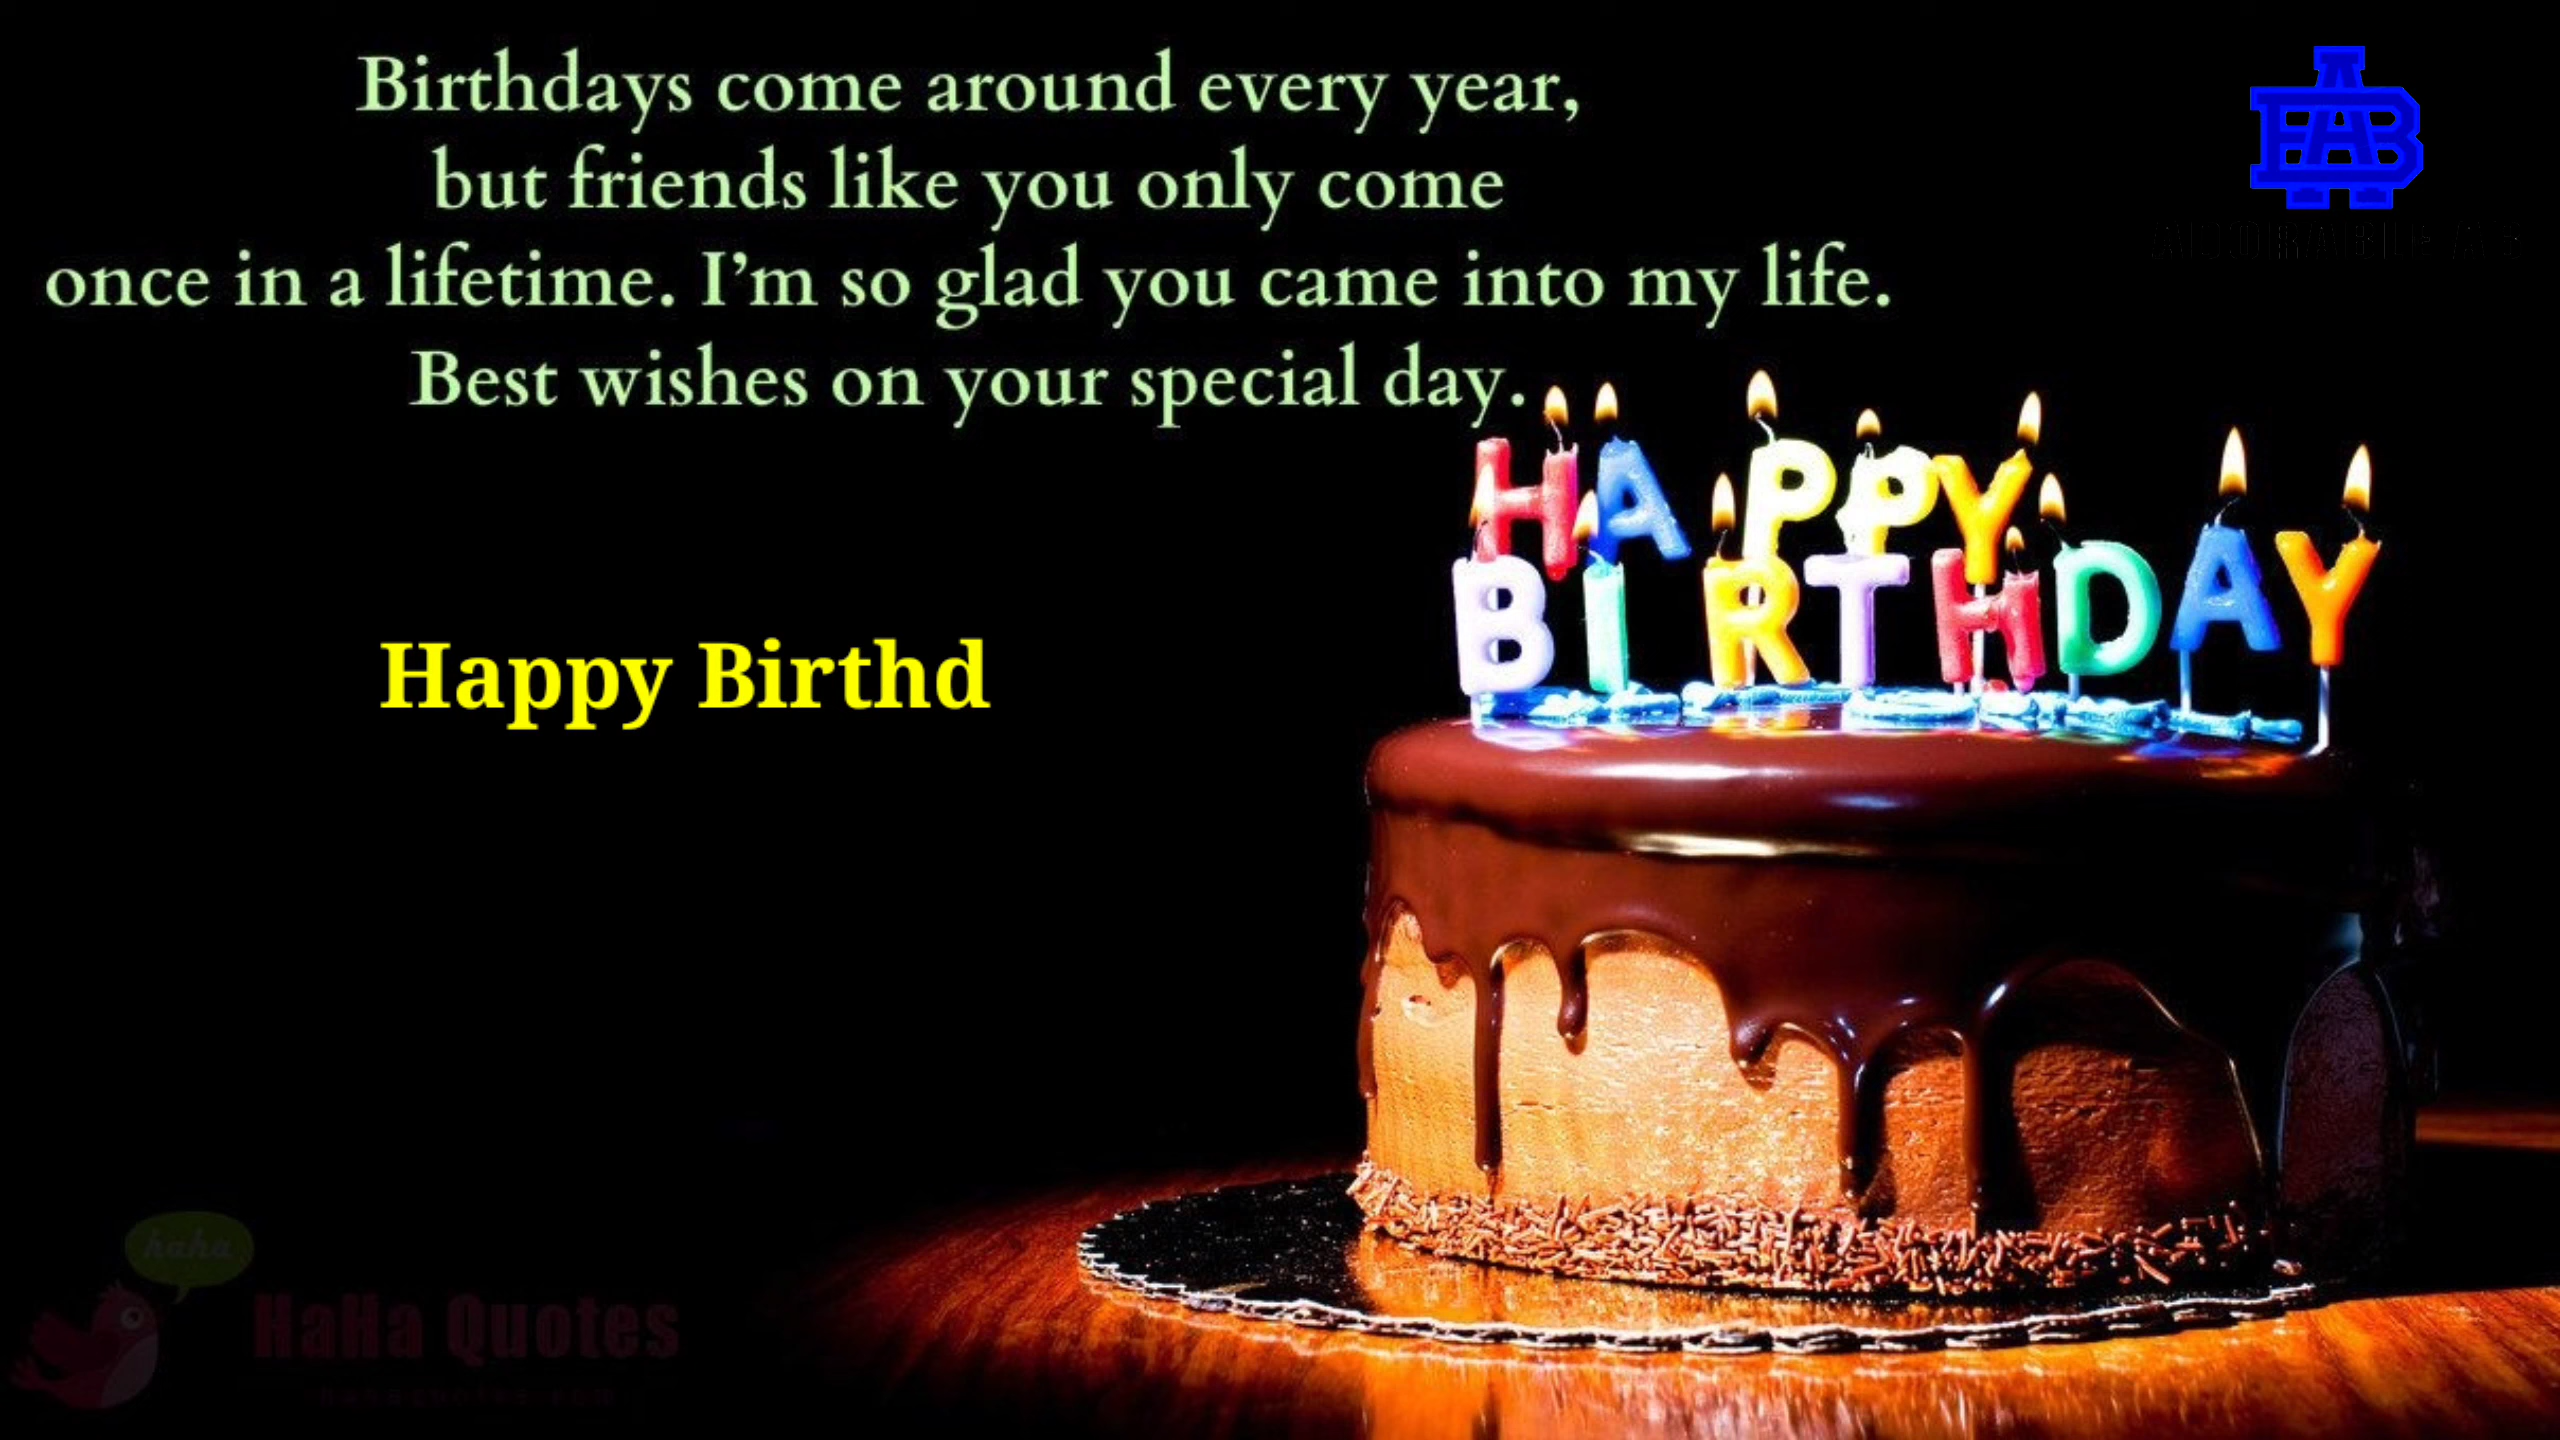 Birthdays come around every year,
but friends like you only come
once in a lifetime. I’m so glad you came into my life.
Best wishes on your special day.
HAPPY
BIRTHDAY
Happy Birthd
haha
HaHa Quotes